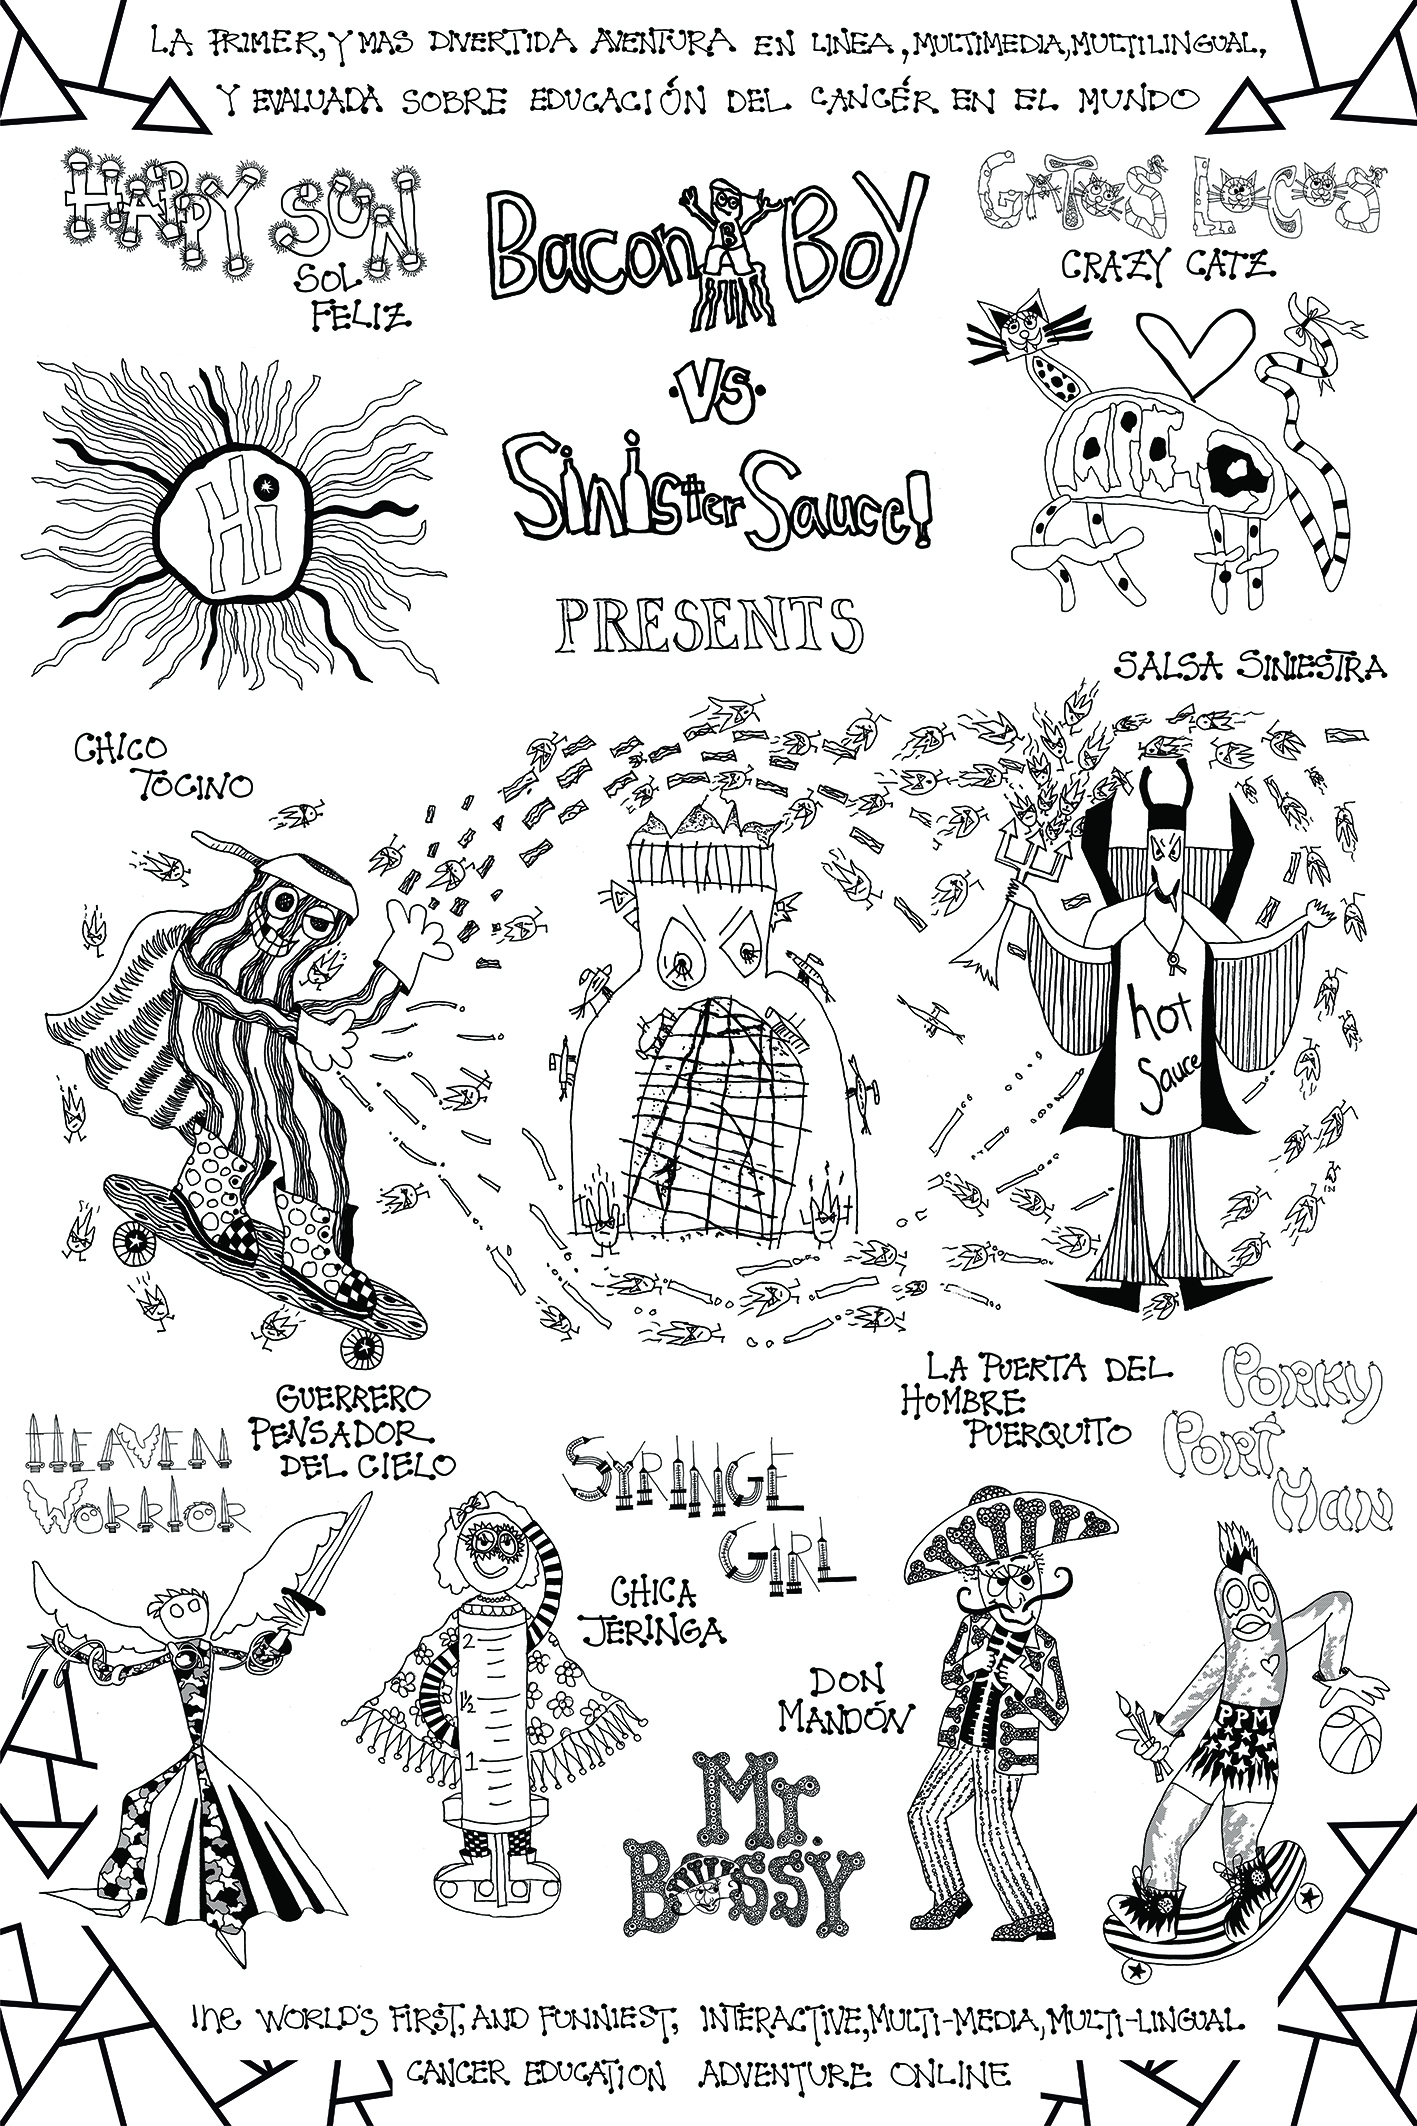 LA PRIMER, Y MAS DIVERTIDA AVENTURA EN LINEA, MULTIMEDIA, MULTILINGUAL,
Y EVALUADA SOBRE EDUCACIÓN DEL CANCÉR EN EL MUNDO
HAPPY SUN
SOL
FELIZ
Bacon Boy
BA
·VS·
Sinister Sauce!
PRESENTS
GATOS LOCOS
CRAZY CATZ
Hi
SALSA SINIESTRA
CHICO
TOCINO
hot
Sauce
GUERRERO
PENSADOR
DEL CIELO
HEAVEN
WORRIOR
SYRINGE
GIRL
CHICA
JERINGA
2
1½
1
LA PUERTA DEL
HOMBRE
PUERQUITO
PORKY
PORT
MAN
DON
MANDÓN
Mr.
BOSSY
PPM
The WORLD'S FIRST, AND FUNNIEST, INTERACTIVE, MULTI-MEDIA, MULTI-LINGUAL
CANCER EDUCATION ADVENTURE ONLINE